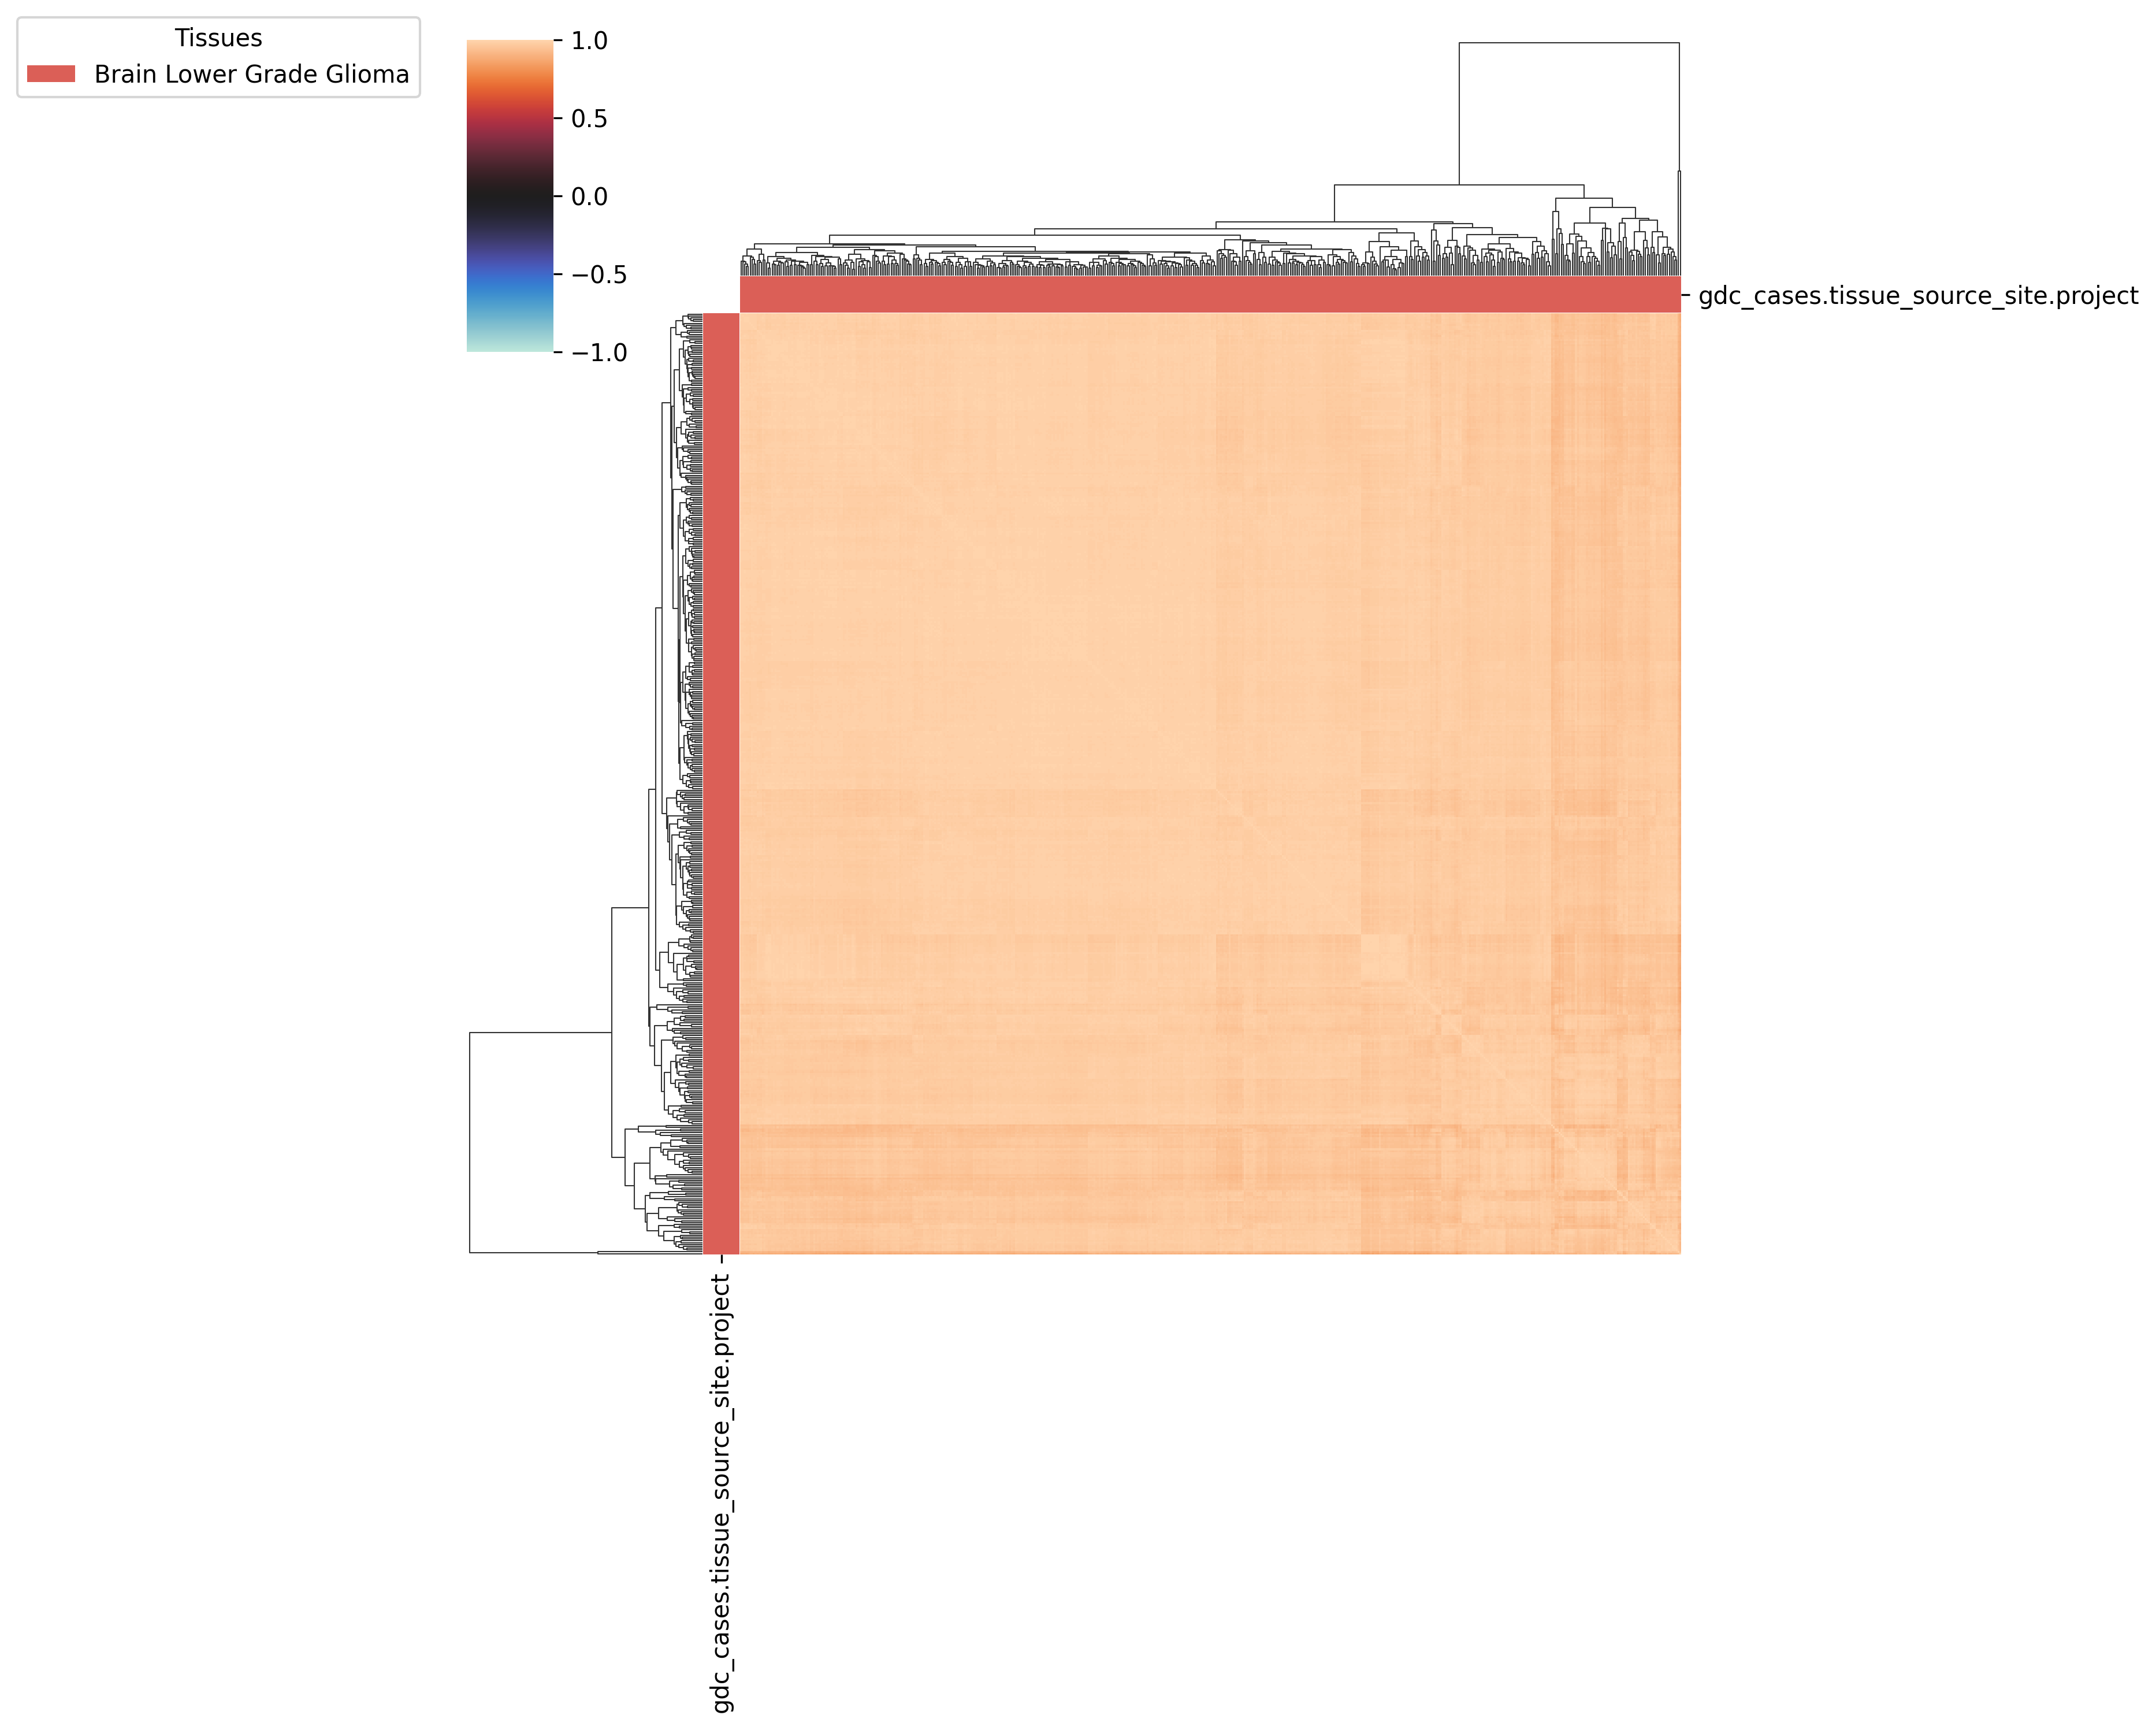 Tissues
Brain Lower Grade Glioma
1.0
0.5
0.0
−0.5
−1.0
gdc_cases.tissue_source_site.project
gdc_cases.tissue_source_site.project